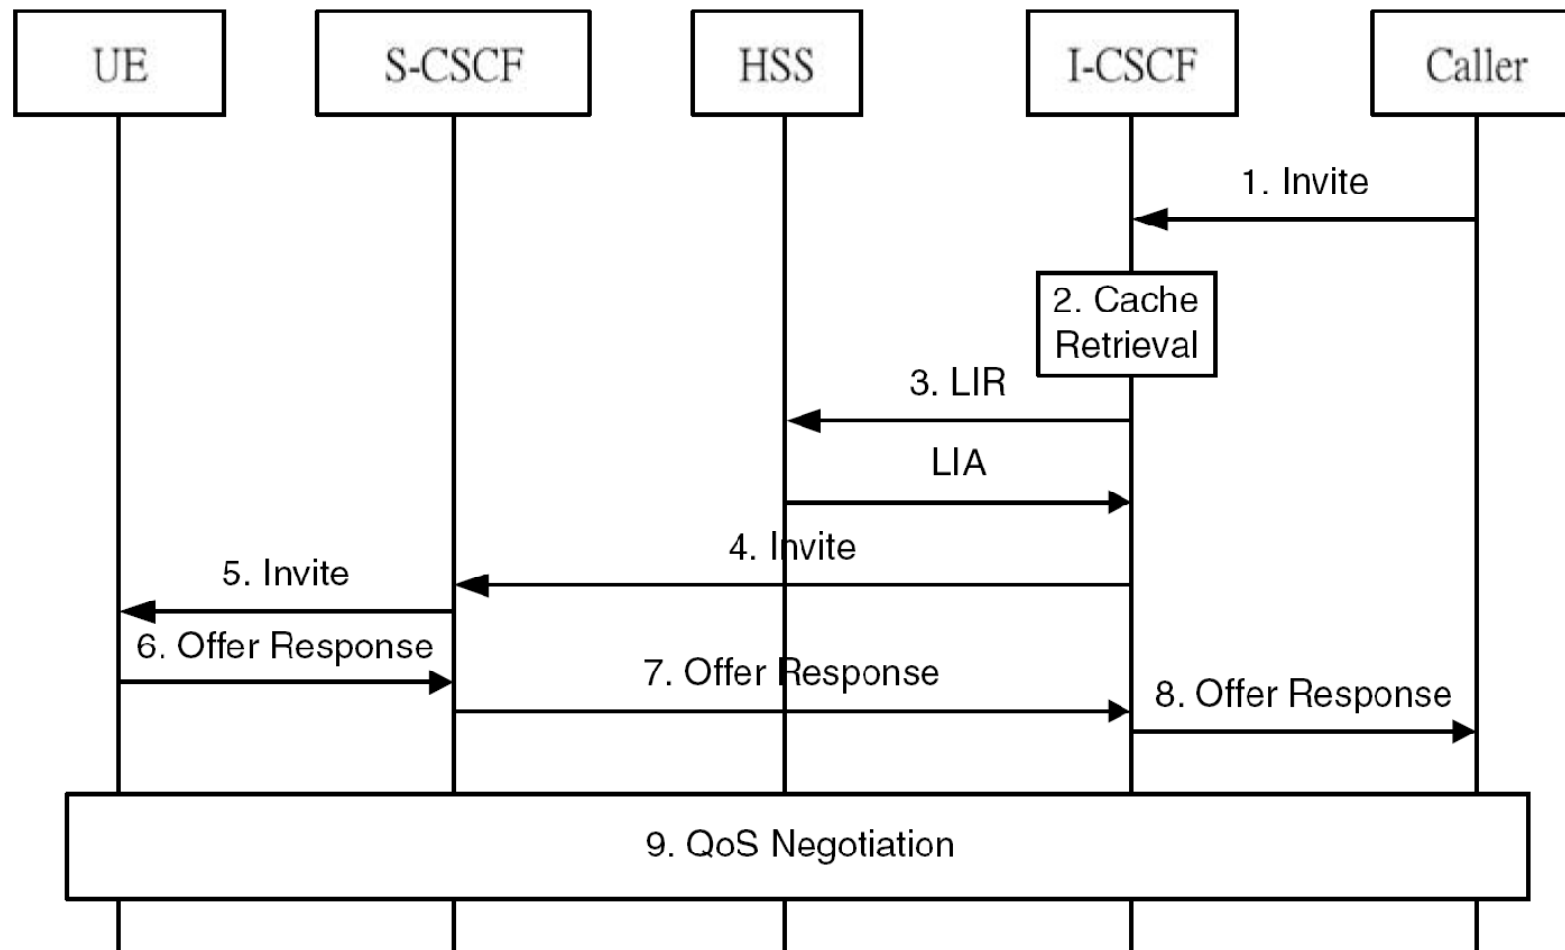 UE
S-CSCF
HSS
I-CSCF
Caller
1. Invite
2. Cache
Retrieval
3. LIR
LIA
4. Invite
5. Invite
6. Offer Response
7. Offer Response
8. Offer Response
9. QoS Negotiation